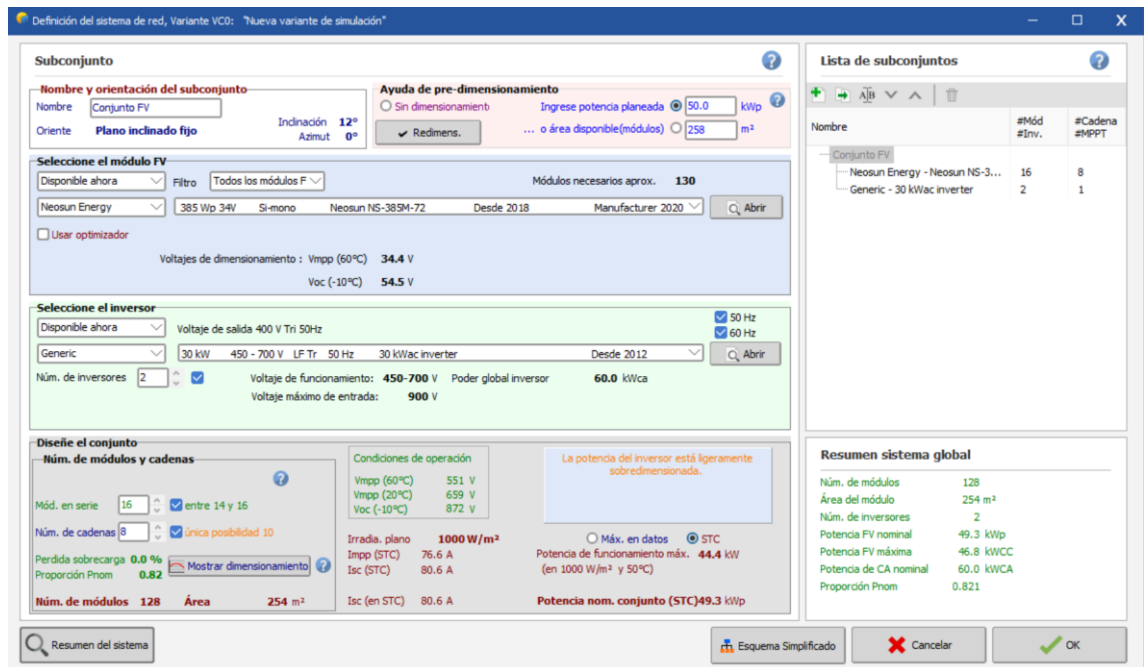 Definición del sistema de red, Variante VC0: "Nueva variante de simulación"
Subconjunto
Nombre y orientación del subconjunto
Nombre Conjunto FV
Oriente Plano inclinado fijo
Inclinación 12°
Azimut 0°
Ayuda de pre-dimensionamiento
Sin dimensionamient Ingrese potencia planeada 50.0 kWp
Redimens. ... o área disponible(módulos) 258 m²
Seleccione el módulo FV
Disponible ahora Filtro Todos los módulos F Módulos necesarios aprox. 130
Neosun Energy 385 Wp 34V Si-mono Neosun NS-385M-72 Desde 2018 Manufacturer 2020 Abrir
Usar optimizador
Voltajes de dimensionamiento : Vmpp (60°C) 34.4 V
Voc (-10°C) 54.5 V
Seleccione el inversor
Disponible ahora Voltaje de salida 400 V Tri 50Hz
50 Hz
60 Hz
Generic 30 kW 450 - 700 V LF Tr 50 Hz 30 kWac inverter Desde 2012 Abrir
Núm. de inversores 2 Voltaje de funcionamiento: 450-700 V Poder global inversor 60.0 kWca
Voltaje máximo de entrada: 900 V
Diseñe el conjunto
Núm. de módulos y cadenas
Mód. en serie 16 entre 14 y 16
Núm. de cadenas 8 única posibilidad 10
Perdida sobrecarga 0.0 %
Proporción Pnom 0.82
Mostrar dimensionamiento
Núm. de módulos 128 Área 254 m²
Condiciones de operación
Vmpp (60°C) 551 V
Vmpp (20°C) 659 V
Voc (-10°C) 872 V
Irradia. plano 1000 W/m²
Impp (STC) 76.6 A
Isc (STC) 80.6 A
Isc (en STC) 80.6 A
La potencia del inversor está ligeramente
sobredimensionada.
Máx. en datos STC
Potencia de funcionamiento máx. 44.4 kW
(en 1000 W/m² y 50°C)
Potencia nom. conjunto (STC)49.3 kWp
Lista de subconjuntos
Nombre #Mód #Cadena
#Inv. #MPPT
Conjunto FV
Neosun Energy - Neosun NS-3... 16 8
Generic - 30 kWac inverter 2 1
Resumen sistema global
Núm. de módulos 128
Área del módulo 254 m²
Núm. de inversores 2
Potencia FV nominal 49.3 kWp
Potencia FV máxima 46.8 kWCC
Potencia de CA nominal 60.0 kWCA
Proporción Pnom 0.821
Resumen del sistema Esquema Simplificado Cancelar OK